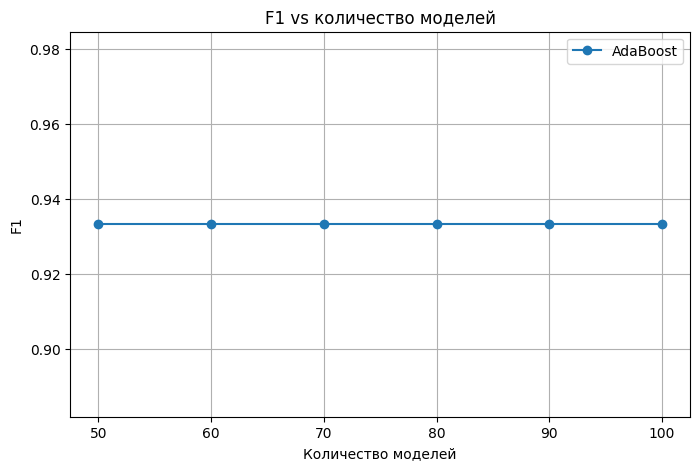 F1 vs количество моделей
AdaBoost
0.98
0.96
0.94
0.92
0.90
F1
50 60 70 80 90 100
Количество моделей